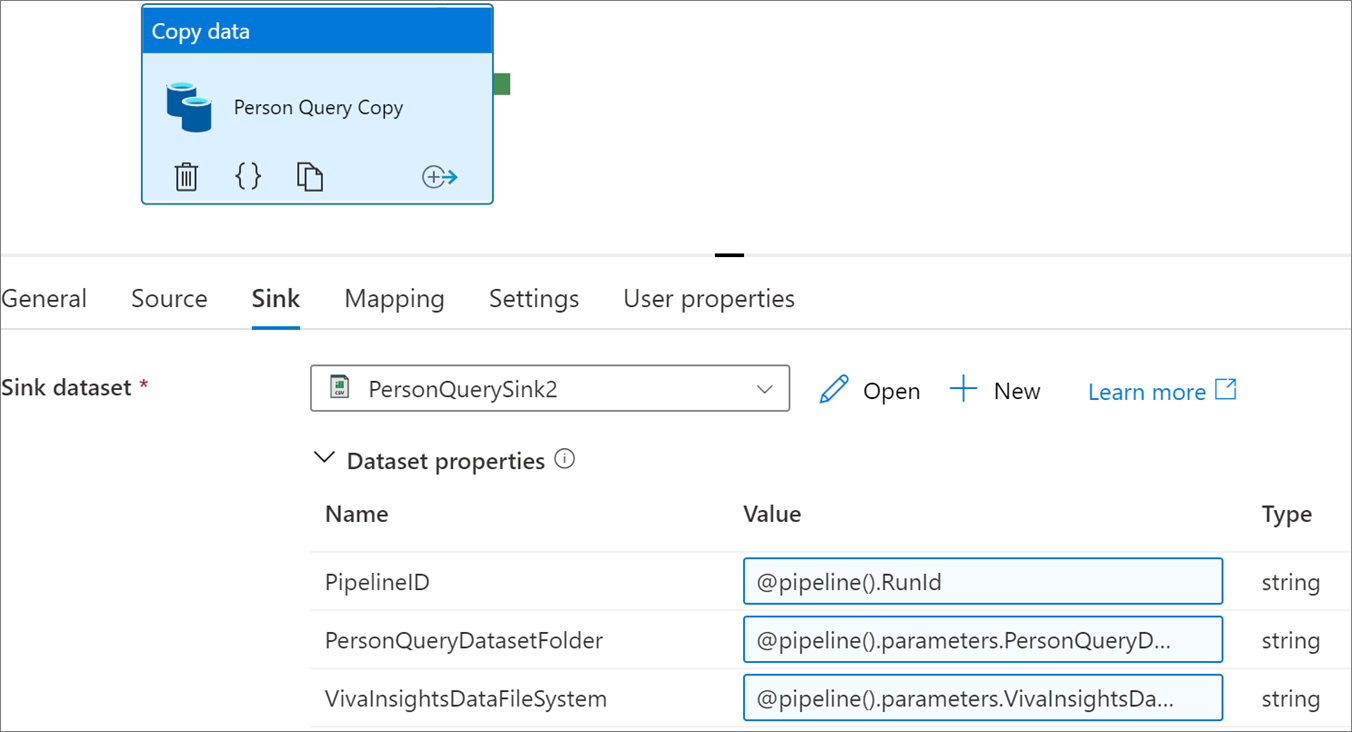 Copy data
Person Query Copy
General Source Sink Mapping Settings User properties
Sink dataset * PersonQuerySink2 Open New Learn more
Dataset properties
Name Value Type
PipelineID @pipeline().RunId string
PersonQueryDatasetFolder @pipeline().parameters.PersonQueryD... string
VivaInsightsDataFileSystem @pipeline().parameters.VivaInsightsDa... string